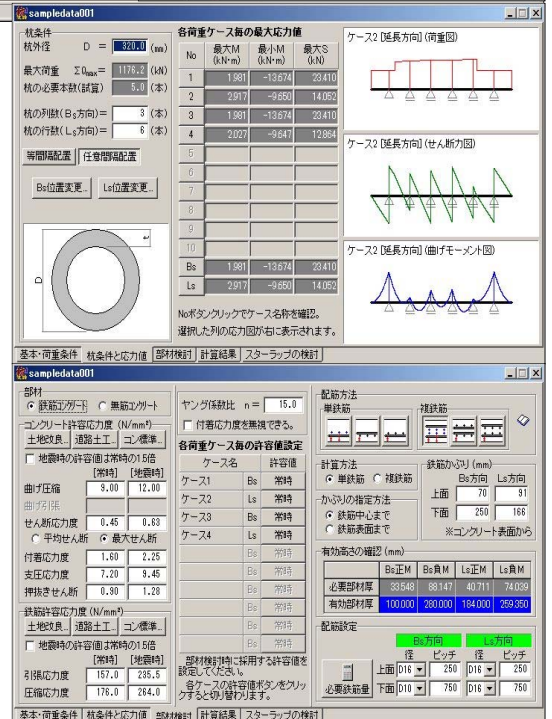 sampledata001
杭条件
杭外径 D = 320.0 (mm)
最大荷重 ΣQmax= 1176.2 (kN)
杭の必要本数(試算) 5.0 (本)
杭の列数(Bs方向)= 3 (本)
杭の行数(Ls方向)= 6 (本)
等間隔配置 任意間隔配置
Bs位置変更... Ls位置変更...
D
各荷重ケース毎の最大応力値
No 最大M (kN・m) 最小M (kN・m) 最大S (kN)
1 1.981 -13.674 23.410
2 2.917 -9.650 14.052
3 1.981 -13.674 23.410
4 2.027 -9.647 12.864
5
6
7
8
9
10
Bs 1.981 -13.674 23.410
Ls 2.917 -9.650 14.052
Noボタンクリックでケース名称を確認。
選択した列の応力図が右に表示されます。
ケース2 [延長方向] (荷重図)
ケース2 [延長方向] (せん断力図)
ケース2 [延長方向] (曲げモーメント図)
基本・荷重条件 杭条件と応力値 部材検討 計算結果 スターラップの検討
sampledata001
部材
鉄筋コンクリート 無筋コンクリート
コンクリート許容応力度 (N/mm²)
土地改良... 道路土工... コン標準...
地震時の許容値は常時の1.5倍
[常時] [地震時]
曲げ圧縮 9.00 12.00
曲げ引張
せん断応力度 0.45 0.63
平均せん断 最大せん断
付着応力度 1.60 2.25
支圧応力度 7.20 9.45
押抜きせん断 0.90 1.28
鉄筋許容応力度 (N/mm²)
土地改良... 道路土工... コン標準...
地震時の許容値は常時の1.5倍
[常時] [地震時]
引張応力度 157.0 235.5
圧縮応力度 176.0 264.0
ヤング係数比 n = 15.0
付着応力度を無視できる。
各荷重ケース毎の許容値設定
ケース名 許容値
ケース1 Bs 常時
ケース2 Ls 常時
ケース3 Bs 常時
ケース4 Ls 常時
Bs 常時
Ls 常時
Bs 常時
Ls 常時
Bs 常時
Ls 常時
部材検討時に採用する許容値を
設定してください。
各ケースの許容値ボタンをクリッ
クすると切り替わります。
配筋方法
単鉄筋 複鉄筋
計算方法
単鉄筋 複鉄筋
かぶりの指定方法
鉄筋中心まで
鉄筋表面まで
鉄筋かぶり (mm)
Bs方向 Ls方向
上面 70 91
下面 250 166
※コンクリート表面から
有効高さの確認 (mm)
Bs正M Bs負M Ls正M Ls負M
必要部材厚 33.548 88.147 40.711 74.039
有効部材厚 100.000 280.000 184.000 259.350
配筋設定
Bs方向 Ls方向
径 ピッチ 径 ピッチ
上面 D16 250 D16 250
必要鉄筋量 下面 D10 750 D16 750
基本・荷重条件 杭条件と応力値 部材検討 計算結果 スターラップの検討